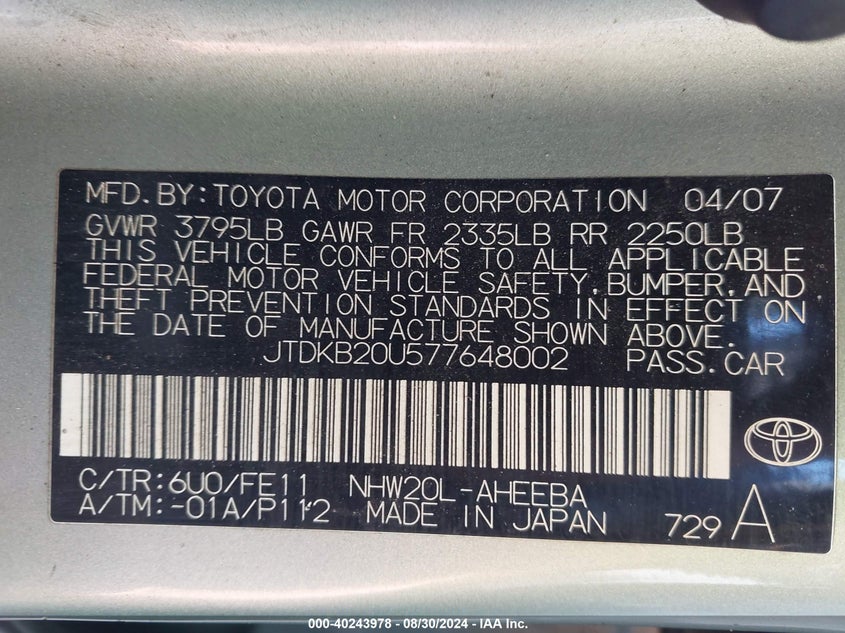 MFD.BY:TOYOTA MOTOR CORPORATION 04/07
GVWR 3795LB GAWR FR 2335LB RR 2250LB
THIS VEHICLE CONFORMS TO ALL APPLICABLE
FEDERAL MOTOR VEHICLE SAFETY,BUMPER,AND
THEFT PREVENTION STANDARDS IN EFFECT ON
THE DATE OF MANUFACTURE SHOWN ABOVE.
JTDKB20U577648002 PASS.CAR
C/TR:6U0/FE11 NHW20L-AHEEBA
A/TM:-01A/P112 MADE IN JAPAN 729 A
000-40243978 - 08/30/2024 - IAA Inc.